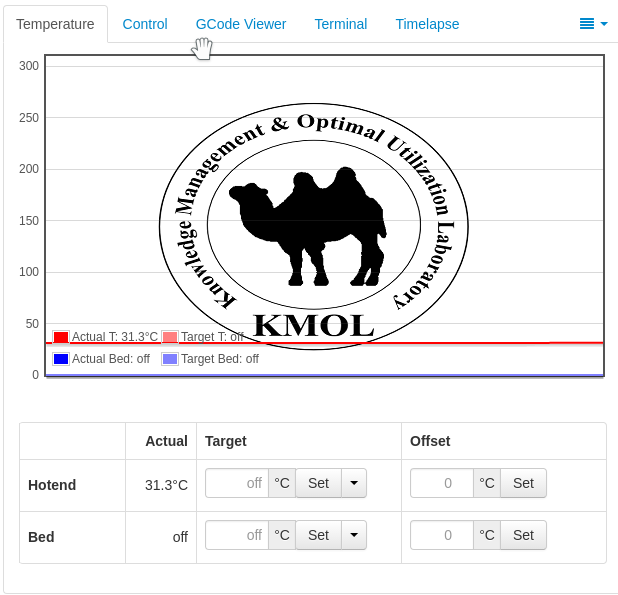 Temperature Control GCode Viewer Terminal Timelapse
300
250
200
150
100
50
0
Knowledge Management & Optimal Utilization Laboratory
KMOL
Actual T: 31.3°C Target T: off
Actual Bed: off Target Bed: off
Actual Target Offset
Hotend 31.3°C off °C Set 0 °C Set
Bed off off °C Set 0 °C Set